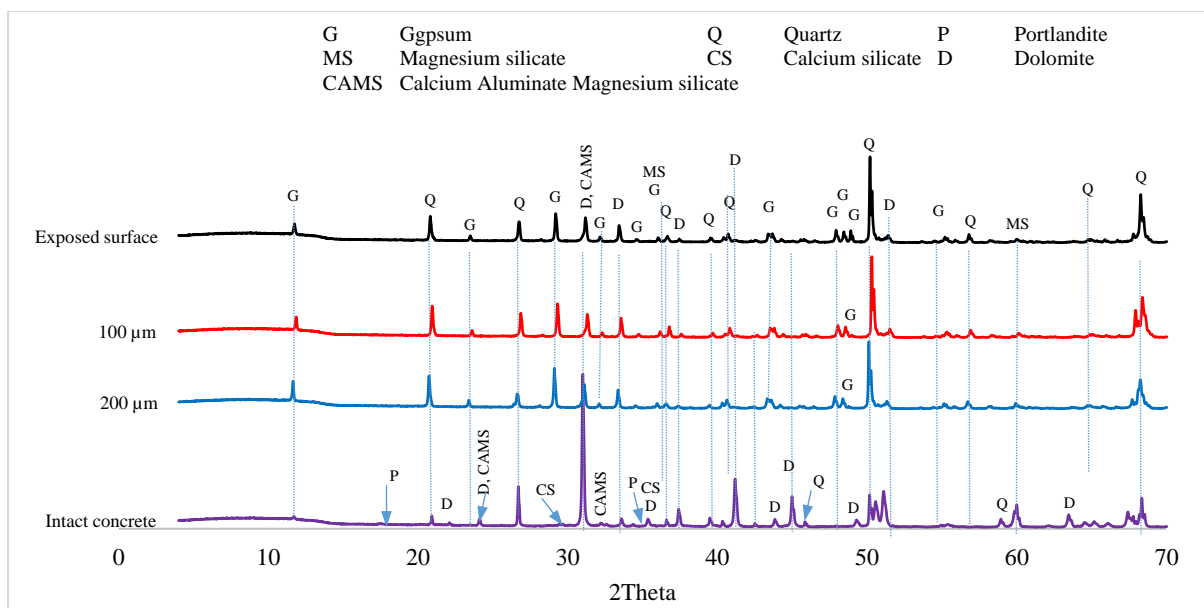 G Ggpsum Q Quartz P Portlandite
MS Magnesium silicate CS Calcium silicate D Dolomite
CAMS Calcium Aluminate Magnesium silicate
Exposed surface
G
Q
G
Q
G
D, CAMS
G
D
G
MS
G
Q
D
Q
Q
D
G
G
G
G
Q
D
G
Q
MS
Q
Q
100 µm
G
200 µm
G
Intact concrete
P
D
D, CAMS
CS
CAMS
P
CS
D
D
D
Q
D
Q
D
0 10 20 30 40 50 60 70
2Theta